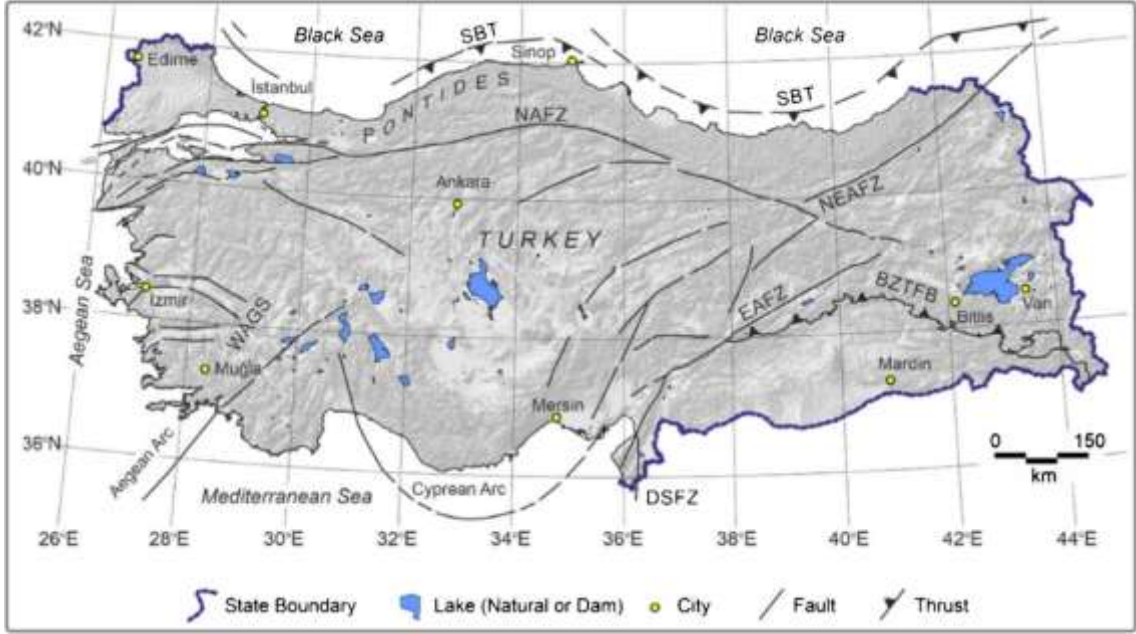 42°N
Black Sea
SBT
Sinop
Black Sea
Edirne
İstanbul
PONTIDES
SBT
NAFZ
40°N
Ankara
NEAFZ
TURKEY
Aegean Sea
38°N
İzmir
WAGS
EAFZ
BZTFB
Van
Bitlis
Muğla
Mardin
Mersin
36°N
Aegean Arc
0 150
km
Mediterranean Sea
Cyprean Arc
DSFZ
26°E 28°E 30°E 32°E 34°E 36°E 38°E 40°E 42°E 44°E
State Boundary Lake (Natural or Dam) City Fault Thrust